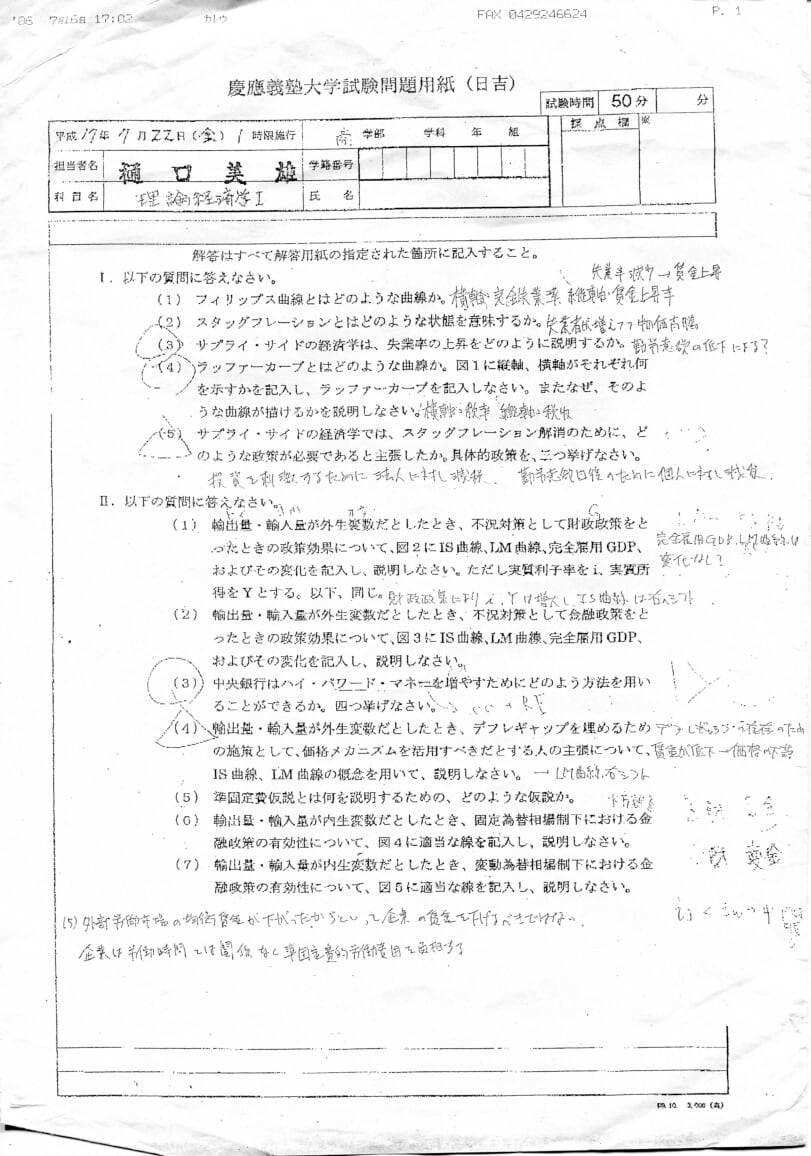 '06 7月16日 17:02 カトウ FAX 0429246624 P. 1
慶應義塾大学試験問題用紙（日吉）
試験時間 50分 分
平成17年 7月22日（金）1時限施行 商 学部 学科 年 組 採点欄 ※
担当者名 樋口美雄 学籍番号
科目名 理論経済学I 氏名
解答はすべて解答用紙の指定された箇所に記入すること。
失業率 →賃金上昇
I．以下の質問に答えなさい。
（1）フィリップス曲線とはどのような曲線か。横軸:完全失業率 縦軸:賃金上昇率
（2）スタッグフレーションとはどのような状態を意味するか。失業者が増えても物価高騰
（3）サプライ・サイドの経済学は、失業率の上昇をどのように説明するか。勤労意欲の低下による？
（4）ラッファーカーブとはどのような曲線か。図1に縦軸、横軸がそれぞれ何
を示すかを記入し、ラッファーカーブを記入しなさい。またなぜ、そのよ
うな曲線が描けるかを説明しなさい。横軸:税率 縦軸:税収
（5）サプライ・サイドの経済学では、スタッグフレーション解消のために、ど
のような政策が必要であると主張したか。具体的政策を、二つ挙げなさい。
投資を刺激するために法人に対し減税、勤労意欲回復のために個人に対し減税.
II．以下の質問に答えなさい。
（1）輸出量・輸入量が外生変数だとしたとき、不況対策として財政政策をと
G
ったときの政策効果について、図2にIS曲線、LM曲線、完全雇用GDP、
完全雇用GDP、LM曲線は
およびその変化を記入し、説明しなさい。ただし実質利子率をi、実質所
変化なし？
得をYとする。以下、同じ。財政政策によりi、Yは増大しIS曲線は右シフト
（2）輸出量・輸入量が外生変数だとしたとき、不況対策として金融政策をと
ったときの政策効果について、図3にIS曲線、LM曲線、完全雇用GDP、
およびその変化を記入し、説明しなさい。
（3）中央銀行はハイ・パワード・マネーを増やすためにどのよう方法を用い
ることができるか。四つ挙げなさい。
（4）輸出量・輸入量が外生変数だとしたとき、デフレギャップを埋めるため
の施策として、価格メカニズムを活用すべきだとする人の主張について、賃金が低下→価格の下落
IS曲線、LM曲線の概念を用いて、説明しなさい。→LM曲線右シフト
（5）準固定費仮説とは何を説明するための、どのような仮説か。
（6）輸出量・輸入量が内生変数だとしたとき、固定為替相場制下における金
融政策の有効性について、図4に適当な線を記入し、説明しなさい。
（7）輸出量・輸入量が内生変数だとしたとき、変動為替相場制下における金
融政策の有効性について、図5に適当な線を記入し、説明しなさい。
(5) 外部労働市場の均衡賃金が下がったからといって企業の賃金を下げるべきではない。
企業は労働時間とは関係なく準固定費的労働費用を負担する